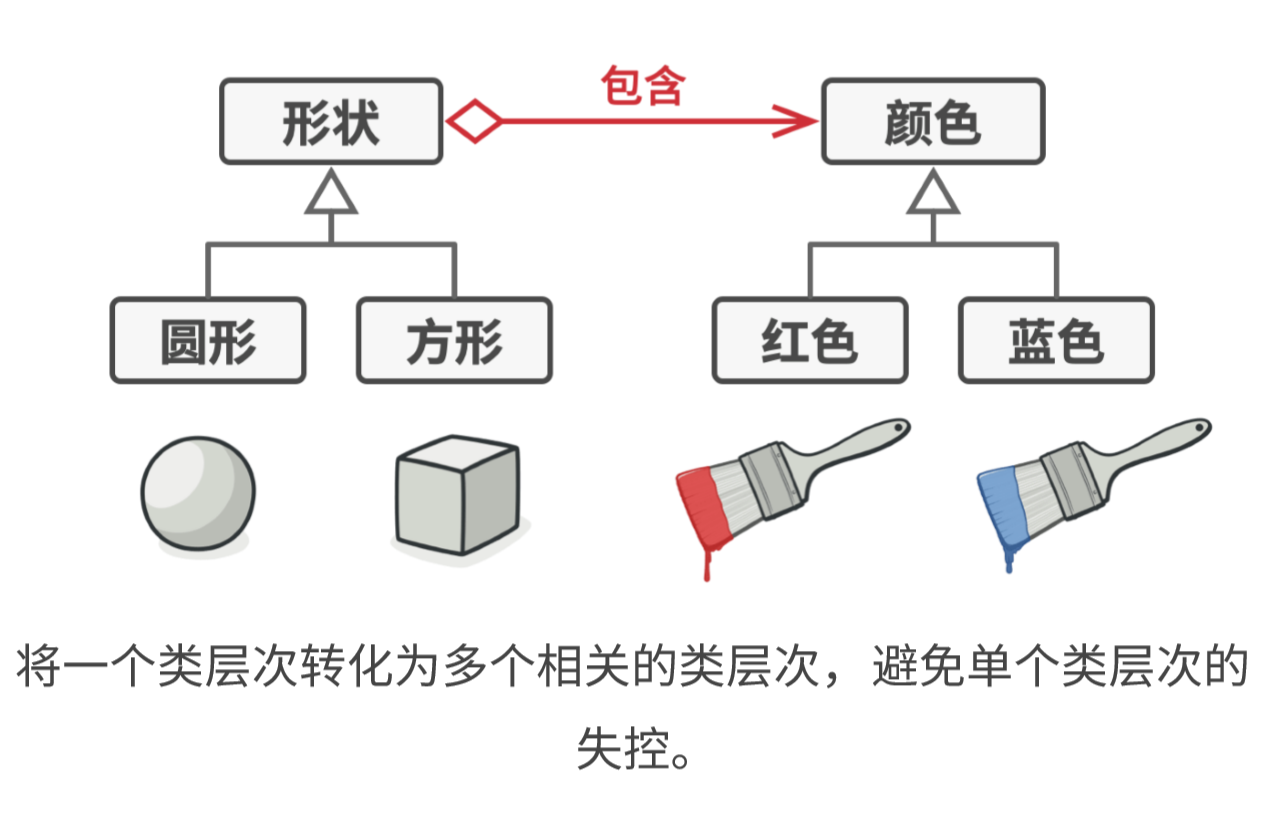 包含
形状
颜色
圆形
方形
红色
蓝色
将一个类层次转化为多个相关的类层次，避免单个类层次的
失控。